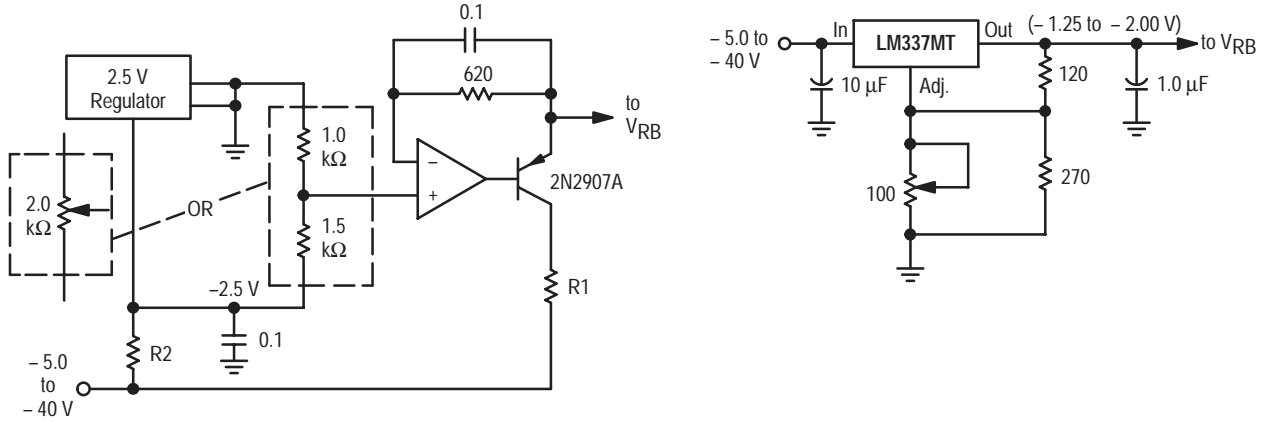 0.1
2.5 V
Regulator
620
to
VRB
1.0
kΩ
–
+
2N2907A
2.0
kΩ
OR
1.5
kΩ
R1
–2.5 V
R2
0.1
– 5.0
to
– 40 V
– 5.0 to
– 40 V
In
LM337MT
Out
(– 1.25 to – 2.00 V)
to VRB
10 μF
Adj.
120
1.0 μF
100
270